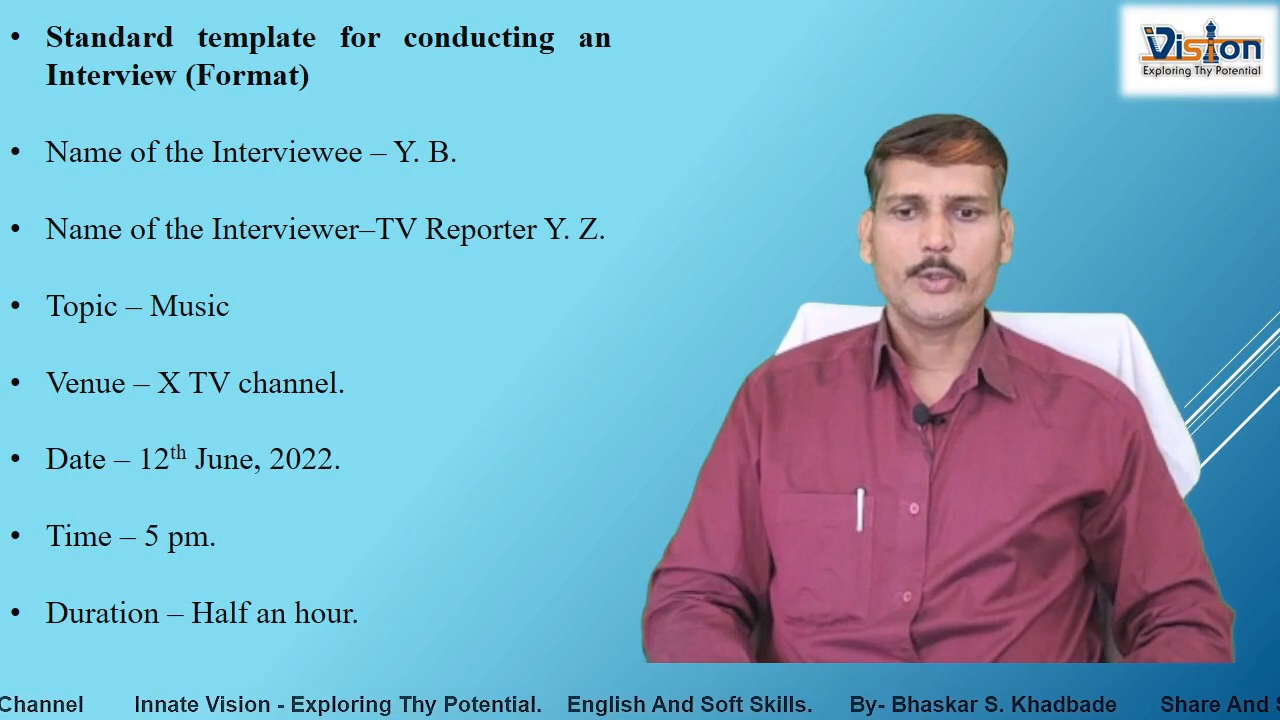 • Standard template for conducting an
Interview (Format)
• Name of the Interviewee – Y. B.
• Name of the Interviewer–TV Reporter Y. Z.
• Topic – Music
• Venue – X TV channel.
• Date – 12th June, 2022.
• Time – 5 pm.
• Duration – Half an hour.
Vision
Exploring Thy Potential
Channel Innate Vision - Exploring Thy Potential. English And Soft Skills. By- Bhaskar S. Khadbade Share And S